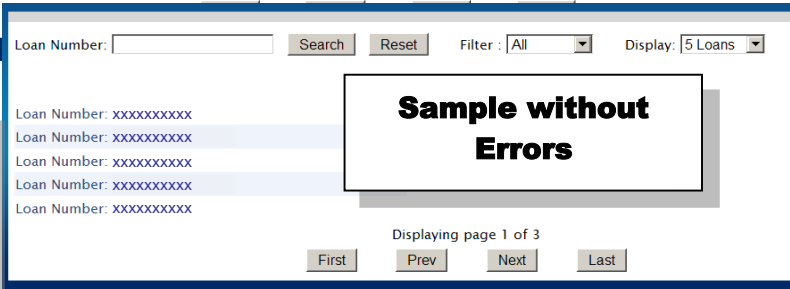 Loan Number: Search Reset Filter : All Display: 5 Loans
Sample without
Errors
Loan Number: xxxxxxxxxx
Loan Number: xxxxxxxxxx
Loan Number: xxxxxxxxxx
Loan Number: xxxxxxxxxx
Loan Number: xxxxxxxxxx
Displaying page 1 of 3
First Prev Next Last